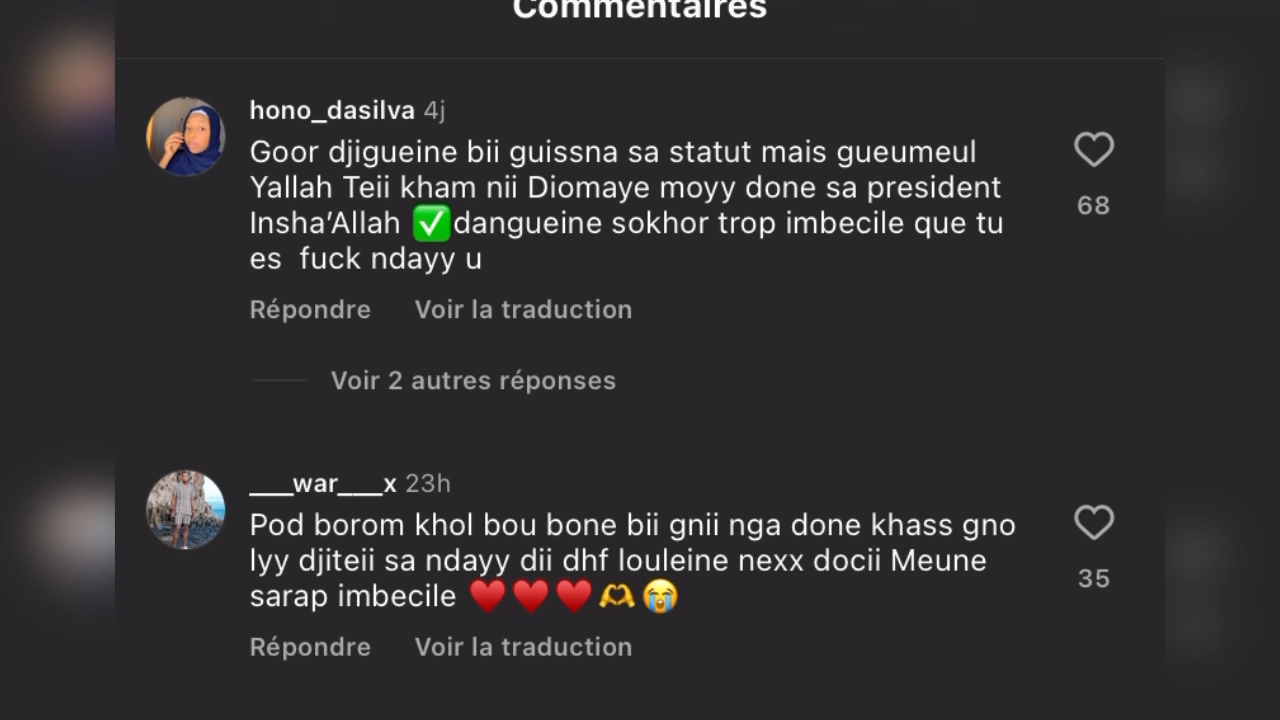 Commentaires
hono_dasilva 4j
Goor djigueine bii guissna sa statut mais gueumeul
Yallah Teii kham nii Diomaye moyy done sa president
Insha’Allah ✅dangueine sokhor trop imbecile que tu
es fuck ndayy u
68
Répondre Voir la traduction
Voir 2 autres réponses
___war___x 23h
Pod borom khol bou bone bii gnii nga done khass gno
lyy djiteii sa ndayy dii dhf louleine nexx docii Meune
sarap imbecile ❤️❤️❤️🫶😭
35
Répondre Voir la traduction